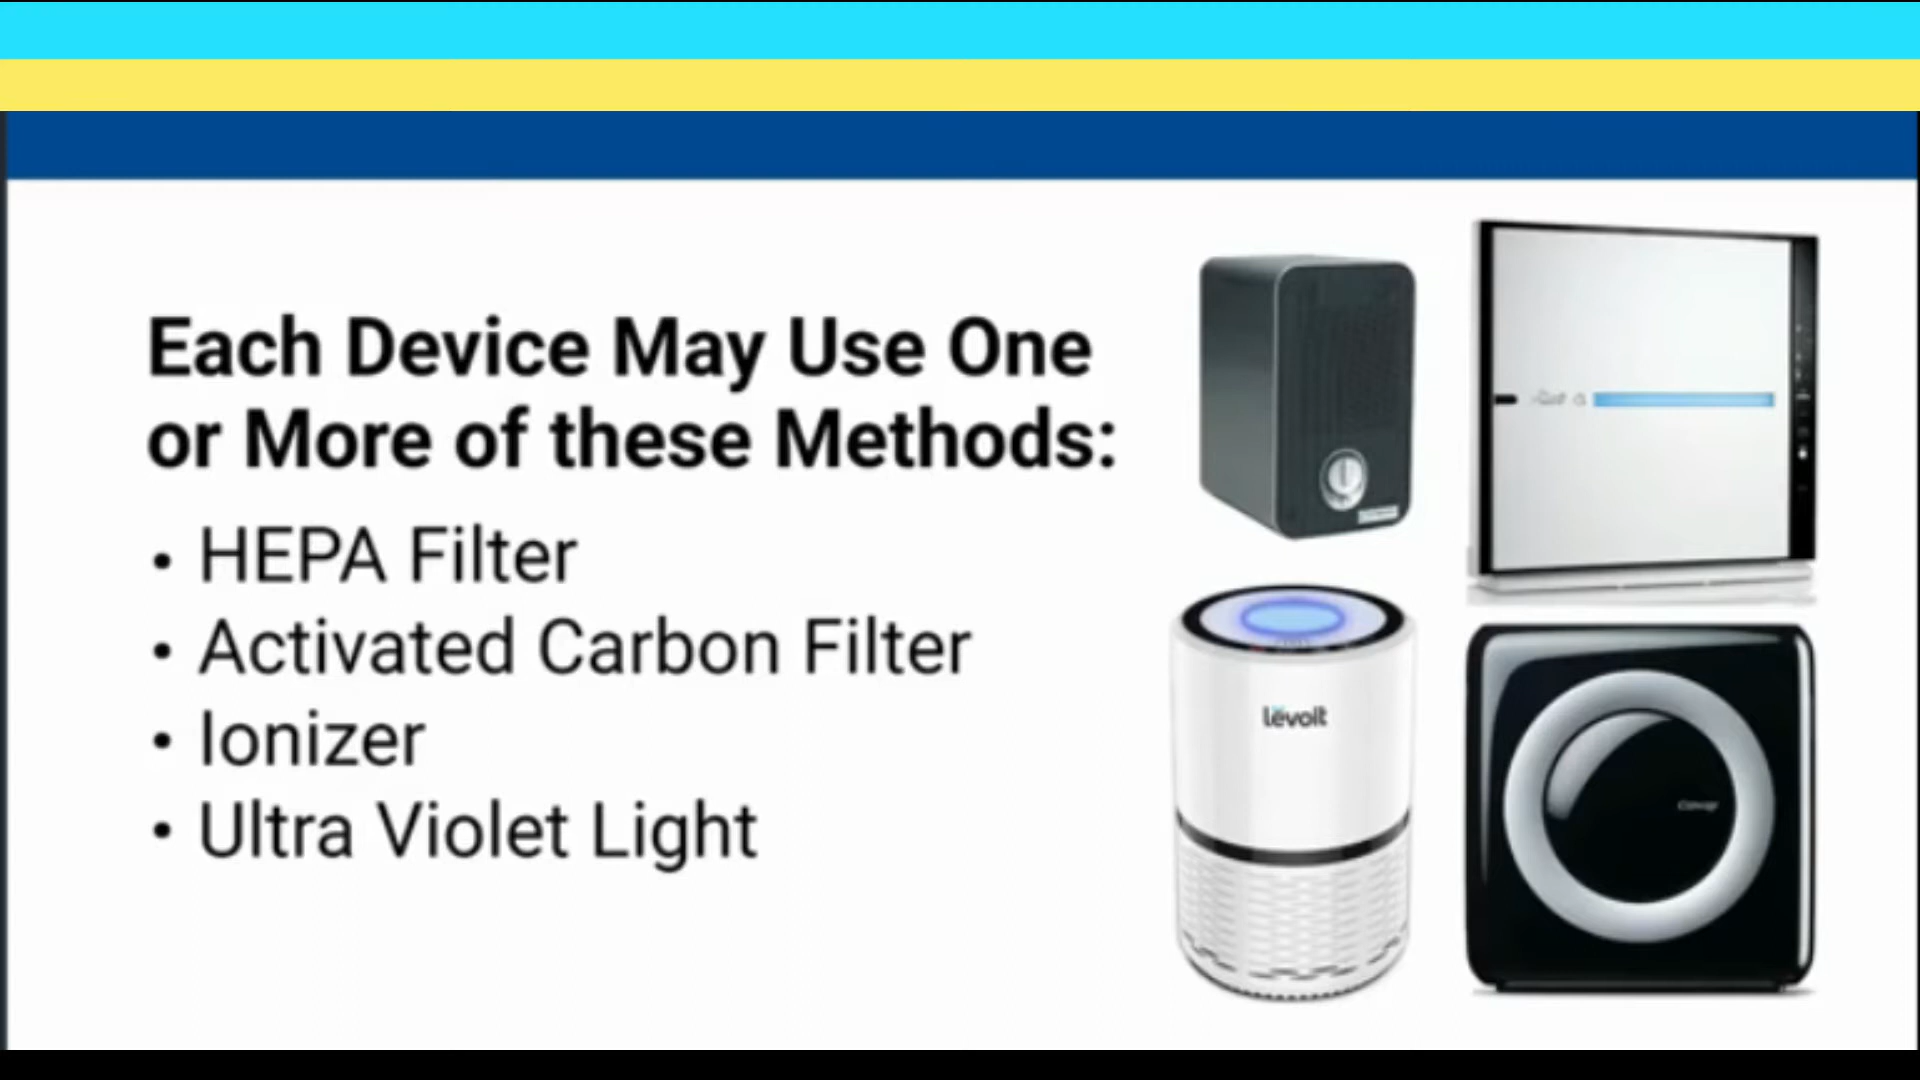 Each Device May Use One
or More of these Methods:
• HEPA Filter
• Activated Carbon Filter
• Ionizer
• Ultra Violet Light
levoit